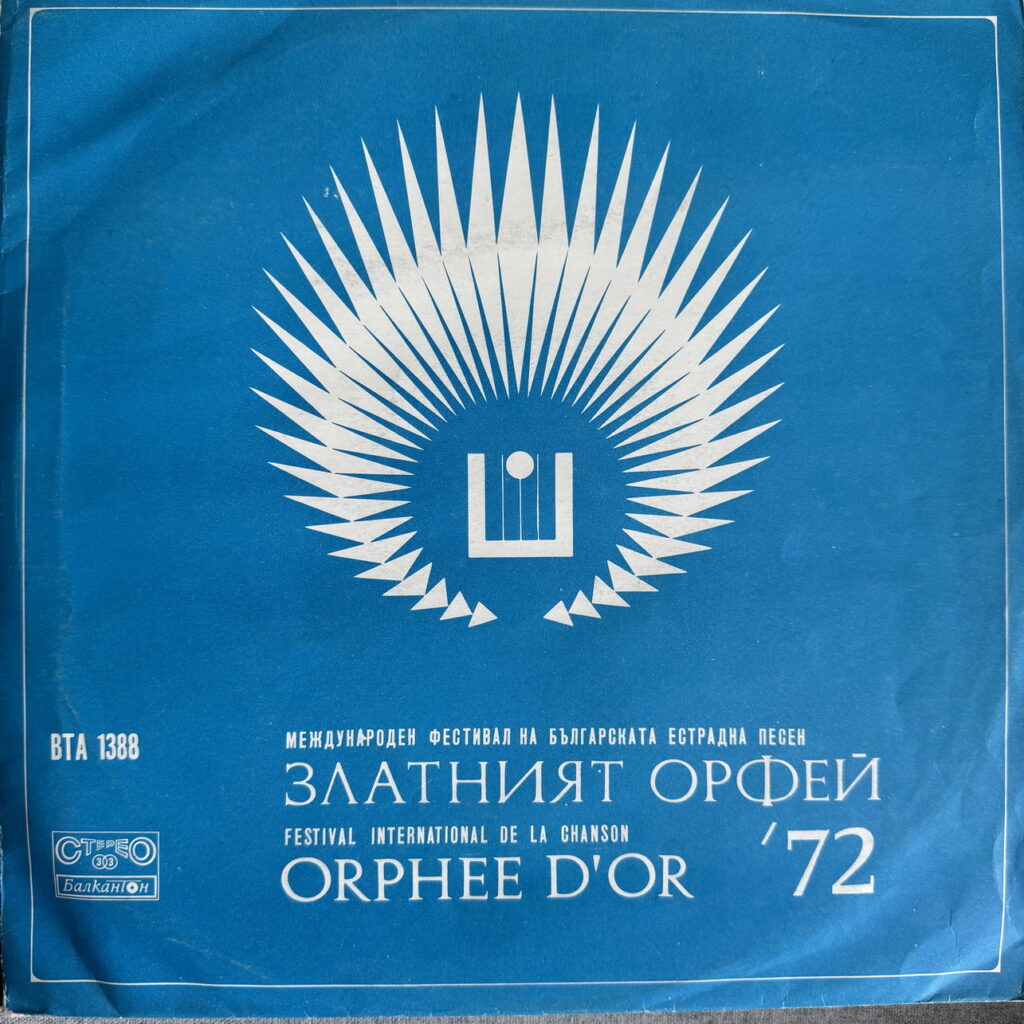 ВТА 1388
МЕЖДУНАРОДЕН ФЕСТИВАЛ НА БЪЛГАРСКАТА ЕСТРАДНА ПЕСЕН
ЗЛАТНИЯТ ОРФЕЙ
FESTIVAL INTERNATIONAL DE LA CHANSON
ORPHEE D'OR
'72
СТЕРЕО
33
Балкантон